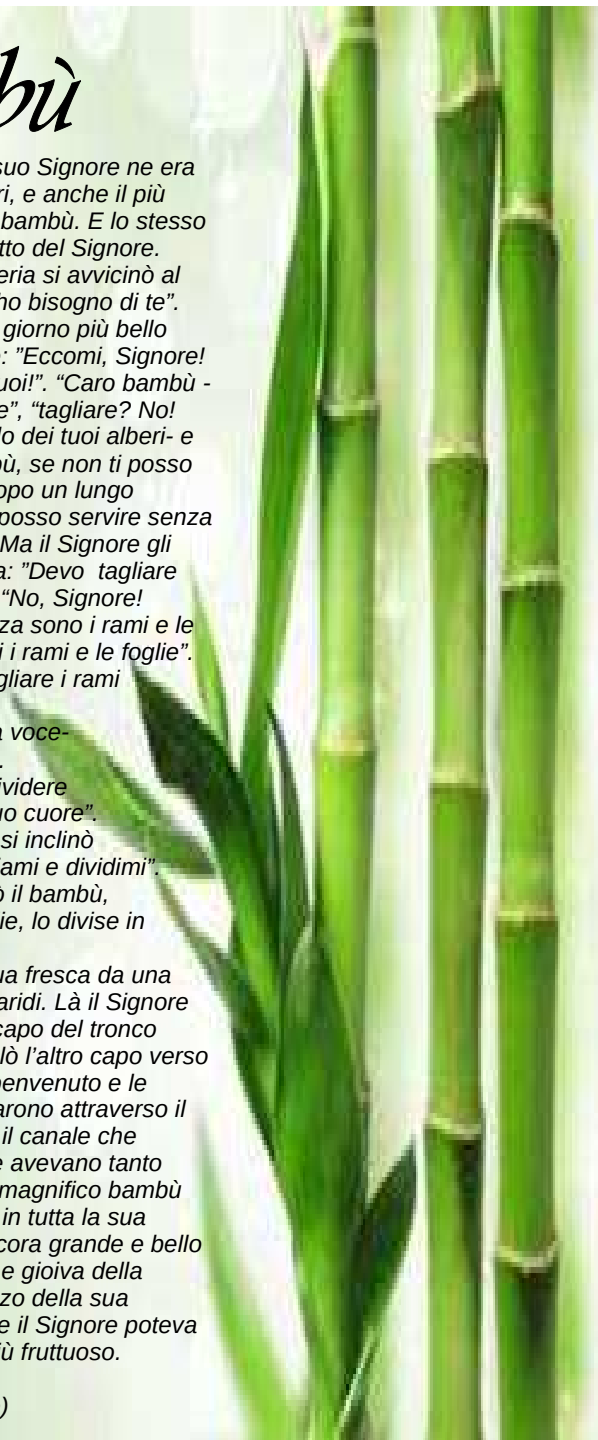 bù
suo Signore ne era
ri, e anche il più
bambù. E lo stesso
tto del Signore.
eria si avvicinò al
ho bisogno di te”.
giorno più bello
: ”Eccomi, Signore!
uoi!”. “Caro bambù -
e”, “tagliare? No!
lo dei tuoi alberi- e
bù, se non ti posso
opo un lungo
posso servire senza
Ma il Signore gli
a: ”Devo  tagliare
“No, Signore!
za sono i rami e le
i i rami e le foglie”.
gliare i rami
a voce-
.
ividere
uo cuore”.
si inclinò
iami e dividimi”.
ò il bambù,
ie, lo divise in
ua fresca da una
aridi. Là il Signore
capo del tronco
lò l’altro capo verso
benvenuto e le
arono attraverso il
il canale che
e avevano tanto
magnifico bambù
in tutta la sua
cora grande e bello
e gioiva della
zo della sua
e il Signore poteva
iù fruttuoso.
)